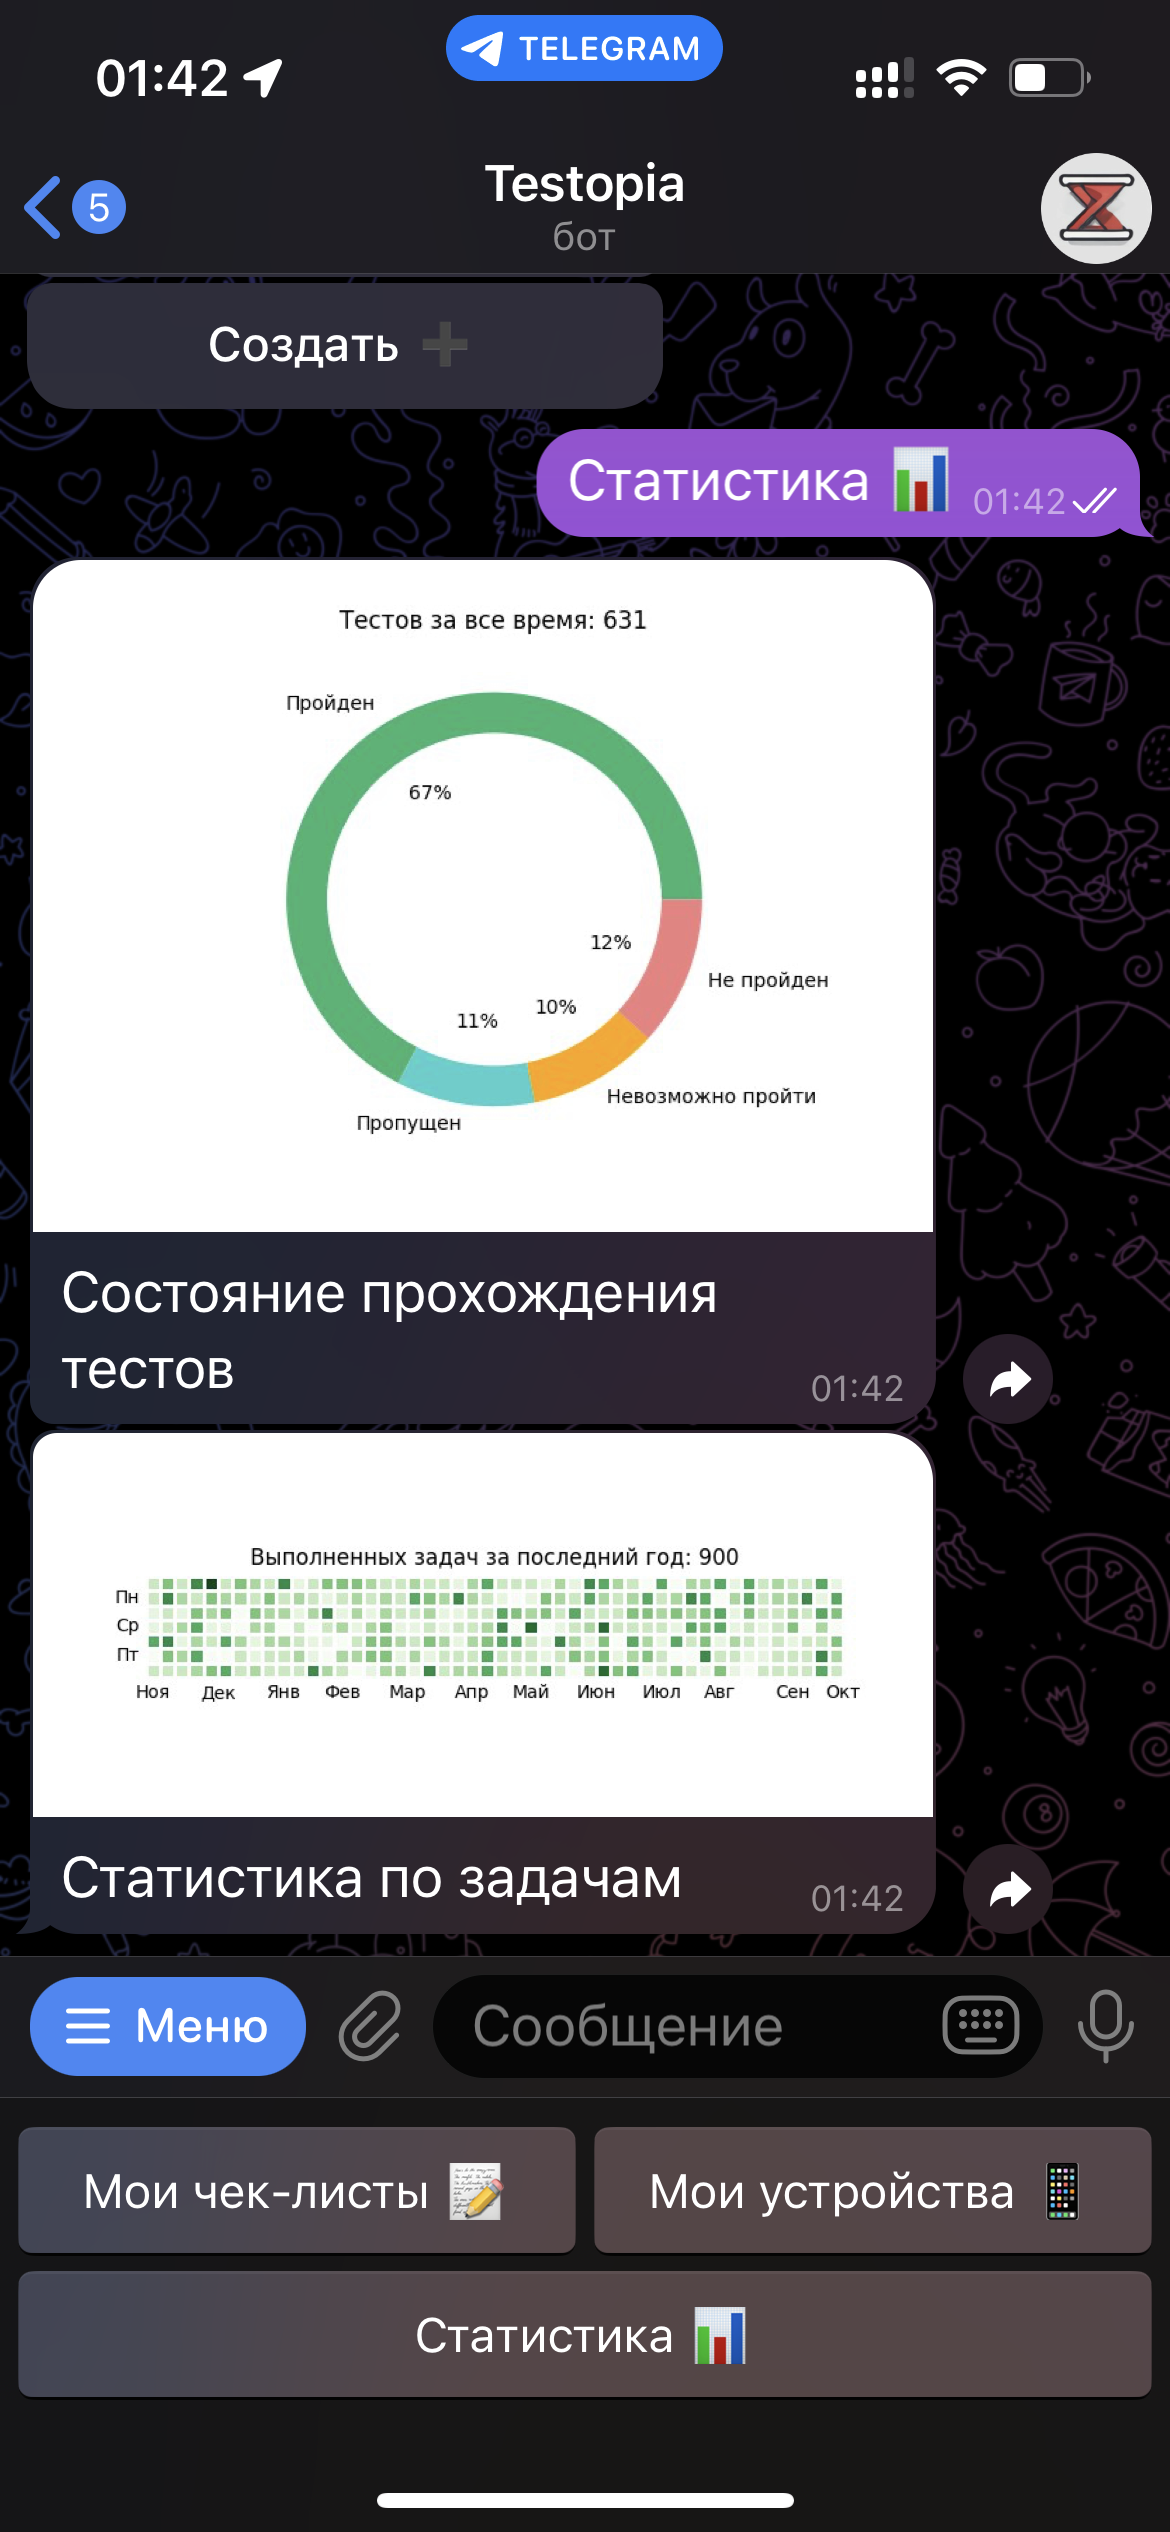 01:42
TELEGRAM
5
Testopia
бот
Создать ➕
Статистика 📊 01:42
Тестов за все время: 631
Пройден
67%
12%
Не пройден
10%
11%
Невозможно пройти
Пропущен
Состояние прохождения
тестов
01:42
Выполненных задач за последний год: 900
Пн
Ср
Пт
Ноя Дек Янв Фев Мар Апр Май Июн Июл Авг Сен Окт
Статистика по задачам
01:42
Меню
Сообщение
Мои чек-листы 📝
Мои устройства 📱
Статистика 📊